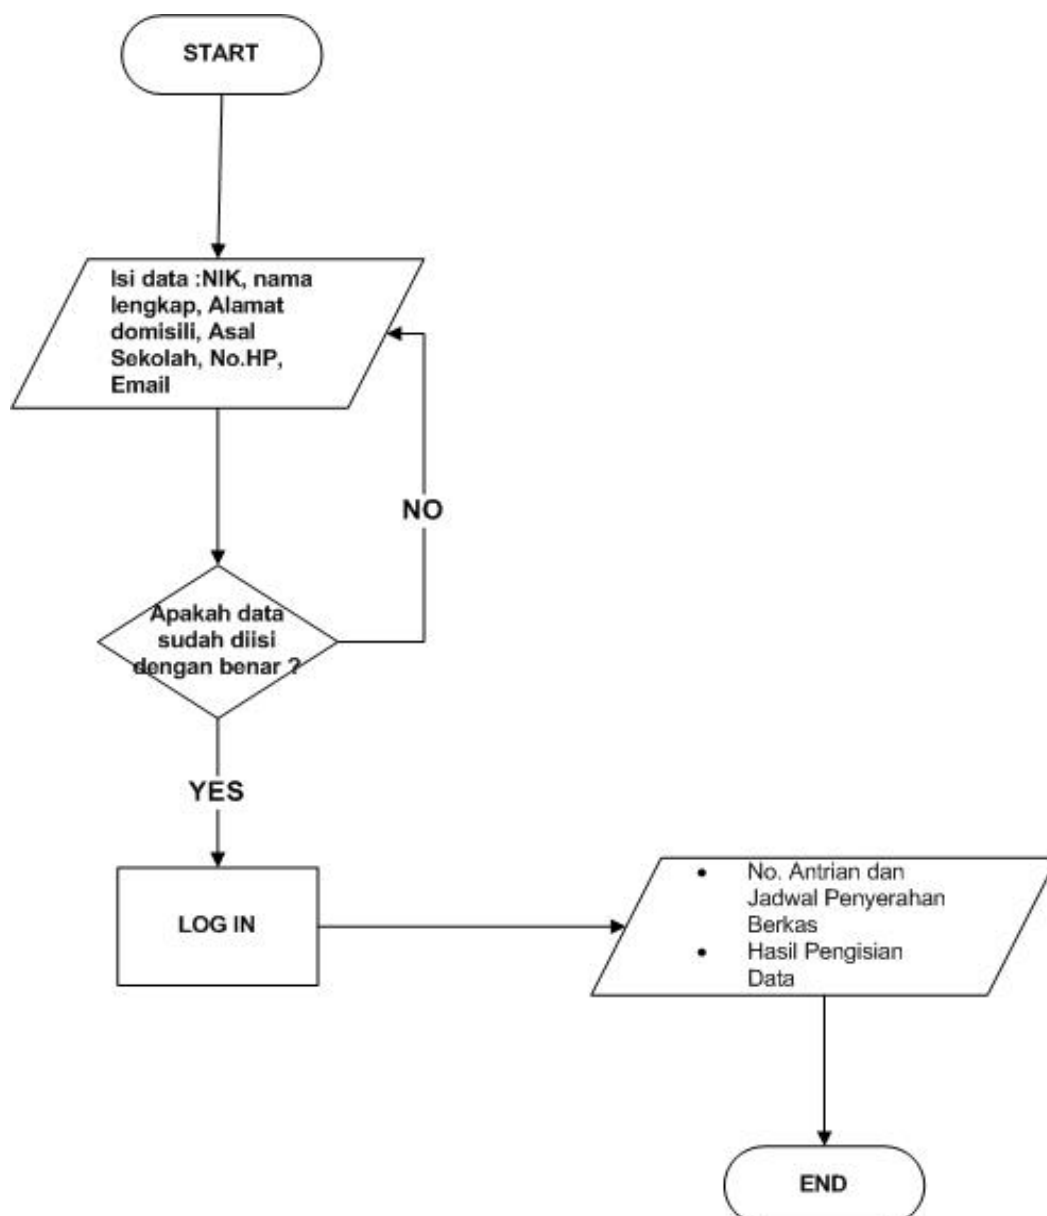 START
Isi data :NIK, nama
lengkap, Alamat
domisili, Asal
Sekolah, No.HP,
Email
NO
Apakah data
sudah diisi
dengan benar ?
YES
LOG IN
• No. Antrian dan
Jadwal Penyerahan
Berkas
• Hasil Pengisian
Data
END